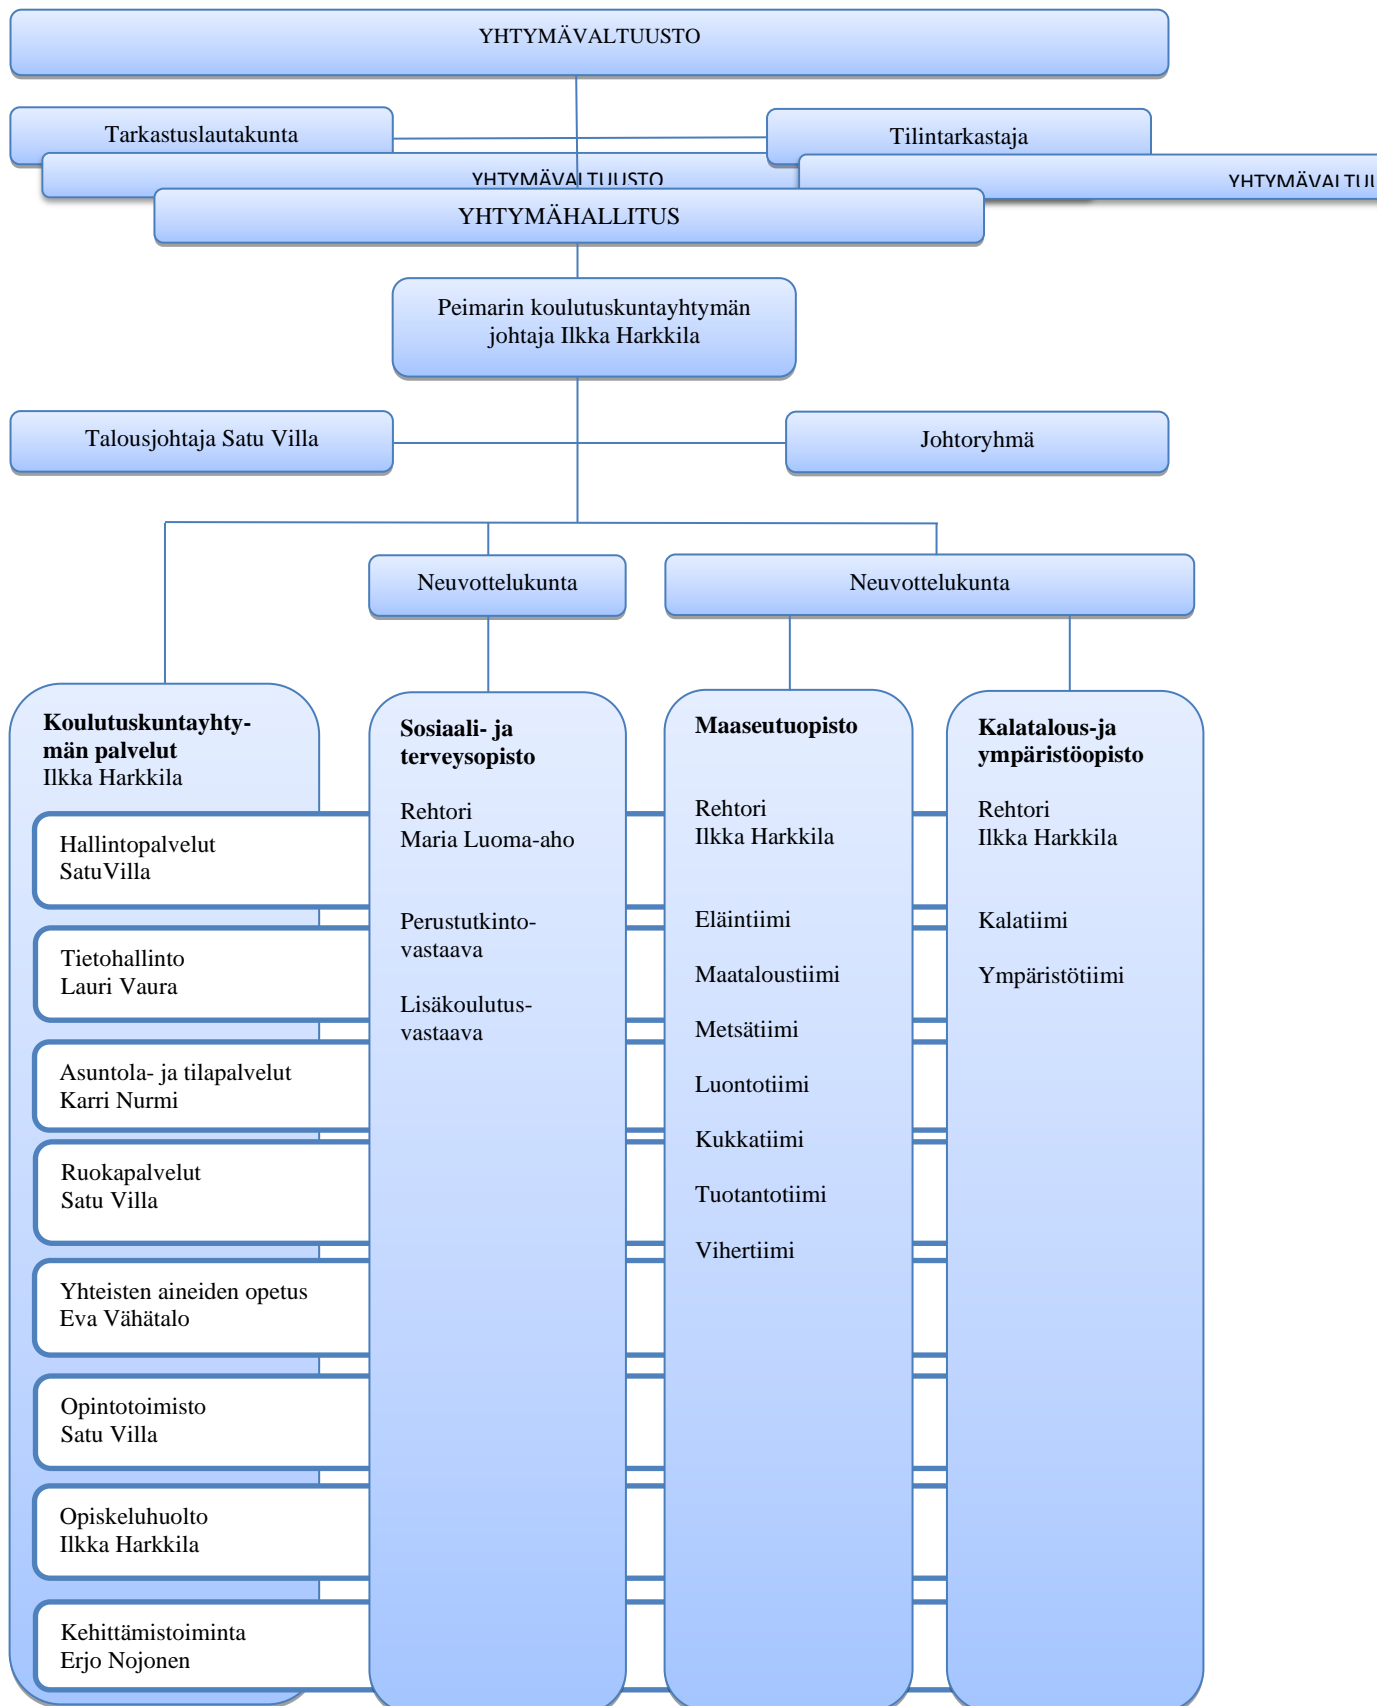 YHTYMÄVALTUUSTO
Tarkastuslautakunta
Tilintarkastaja
YHTYMÄVALTUUSTO
YHTYMÄVALTUU
YHTYMÄHALLITUS
Peimarin koulutuskuntayhtymän
johtaja Ilkka Harkkila
Talousjohtaja Satu Villa
Johtoryhmä
Neuvottelukunta
Neuvottelukunta
Koulutuskuntayhty-
män palvelut
Ilkka Harkkila
Hallintopalvelut
SatuVilla
Tietohallinto
Lauri Vaura
Asuntola- ja tilapalvelut
Karri Nurmi
Ruokapalvelut
Satu Villa
Yhteisten aineiden opetus
Eva Vähätalo
Opintotoimisto
Satu Villa
Opiskeluhuolto
Ilkka Harkkila
Kehittämistoiminta
Erjo Nojonen
Sosiaali- ja
terveysopisto
Rehtori
Maria Luoma-aho
Perustutkinto-
vastaava
Lisäkoulutus-
vastaava
Maaseutuopisto
Rehtori
Ilkka Harkkila
Eläintiimi
Maataloustiimi
Metsätiimi
Luontotiimi
Kukkatiimi
Tuotantotiimi
Vihertiimi
Kalatalous-ja
ympäristöopisto
Rehtori
Ilkka Harkkila
Kalatiimi
Ympäristötiimi